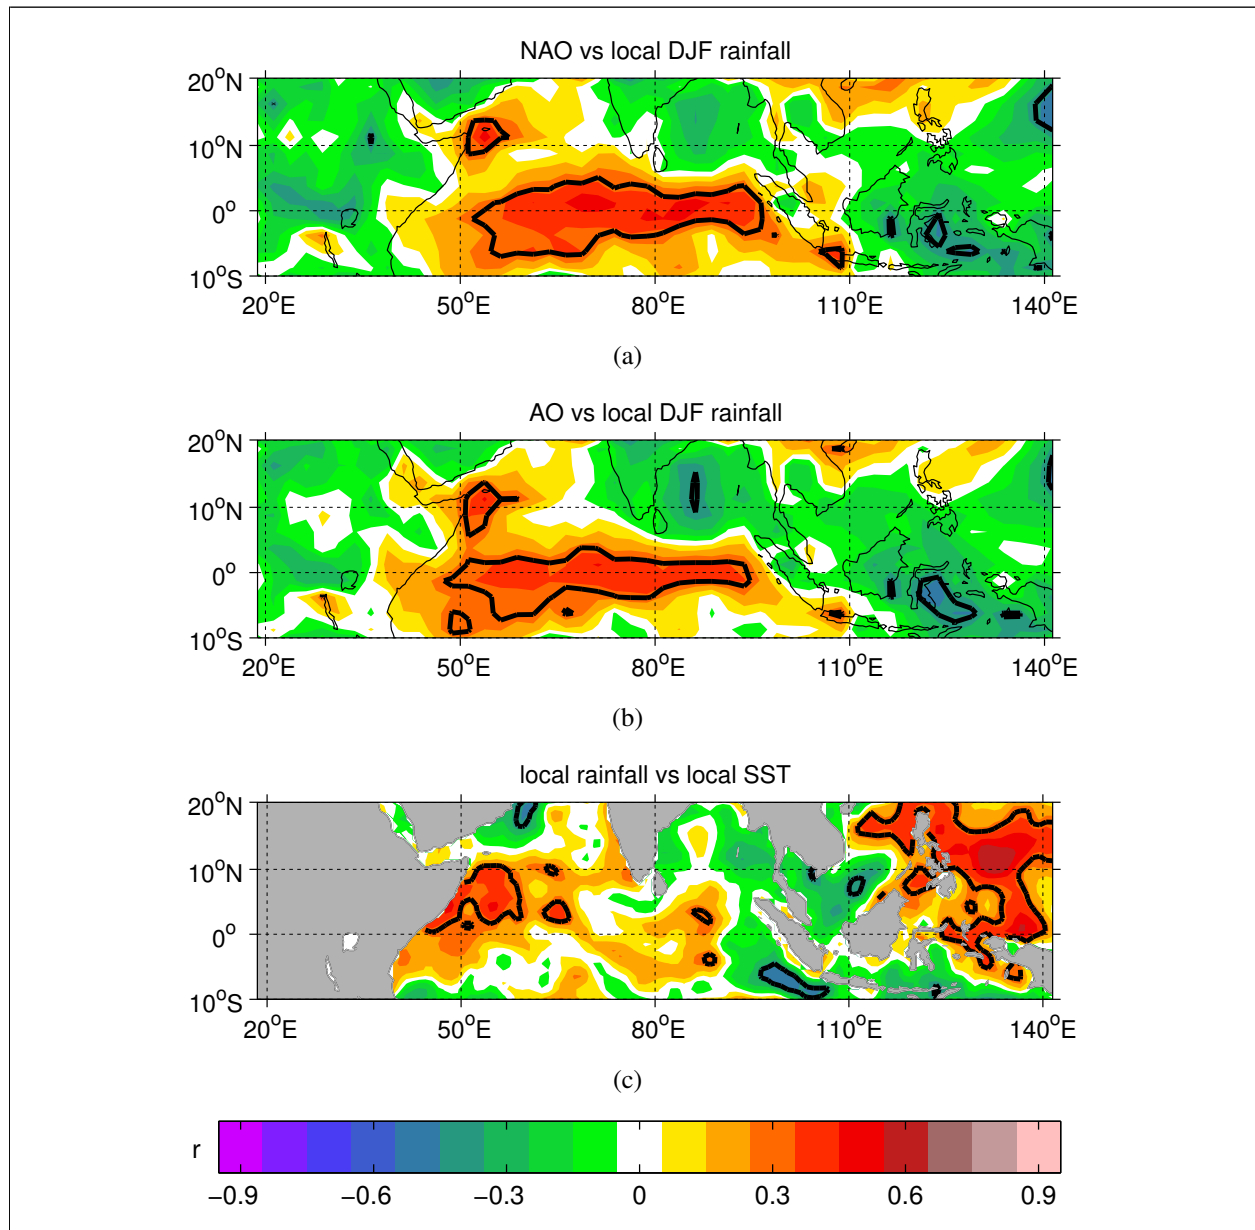 NAO vs local DJF rainfall
20°N
10°N
0°
10°S
20°E 50°E 80°E 110°E 140°E
(a)
AO vs local DJF rainfall
20°N
10°N
0°
10°S
20°E 50°E 80°E 110°E 140°E
(b)
local rainfall vs local SST
20°N
10°N
0°
10°S
20°E 50°E 80°E 110°E 140°E
(c)
r
−0.9 −0.6 −0.3 0 0.3 0.6 0.9